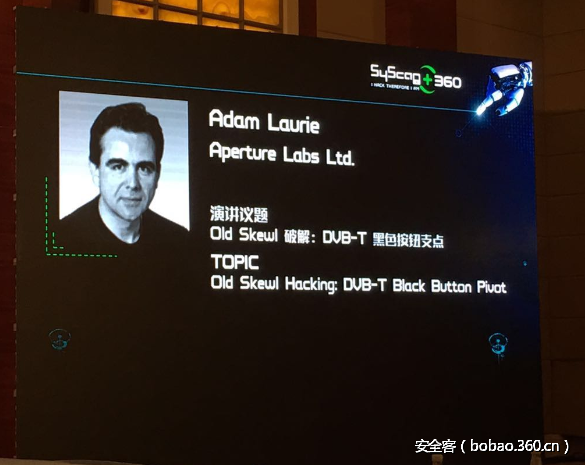 SyScan+360
I HACK THEREFORE I AM
Adam Laurie
Aperture Labs Ltd.
演讲议题
Old Skewl 破解: DVB-T 黑色按钮支点
TOPIC
Old Skewl Hacking: DVB-T Black Button Pivot
安全客（bobao.360.cn）